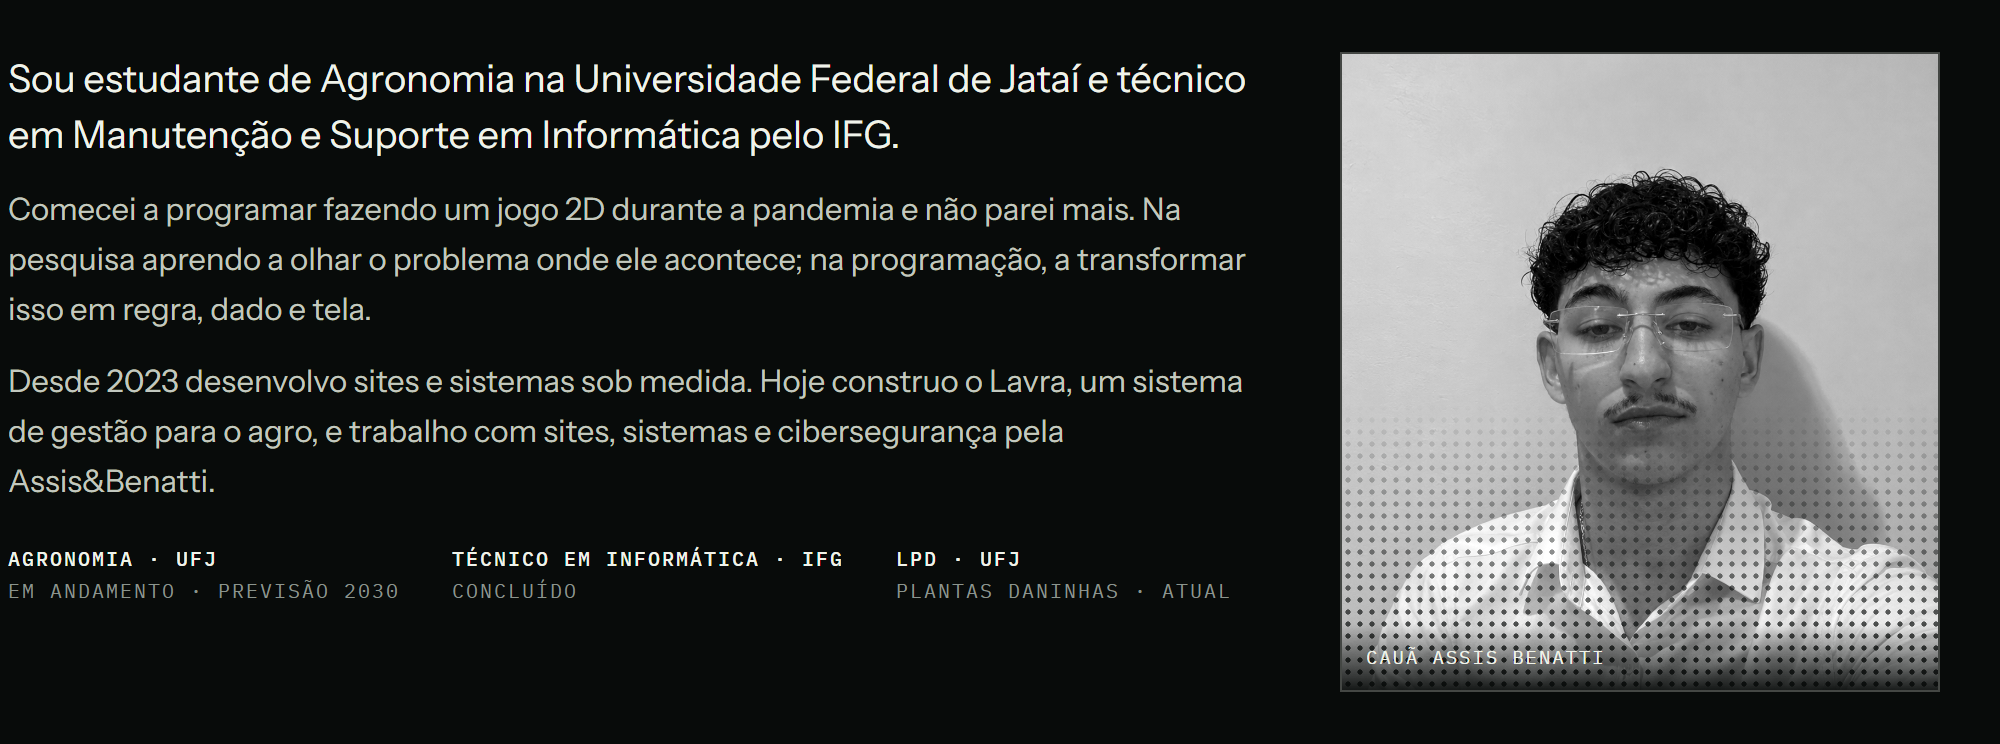 Sou estudante de Agronomia na Universidade Federal de Jataí e técnico
em Manutenção e Suporte em Informática pelo IFG.
Comecei a programar fazendo um jogo 2D durante a pandemia e não parei mais. Na
pesquisa aprendo a olhar o problema onde ele acontece; na programação, a transformar
isso em regra, dado e tela.
Desde 2023 desenvolvo sites e sistemas sob medida. Hoje construo o Lavra, um sistema
de gestão para o agro, e trabalho com sites, sistemas e cibersegurança pela
Assis&Benatti.
AGRONOMIA · UFJ
EM ANDAMENTO · PREVISÃO 2030
TÉCNICO EM INFORMÁTICA · IFG
CONCLUÍDO
LPD · UFJ
PLANTAS DANINHAS · ATUAL
CAUÃ ASSIS BENATTI